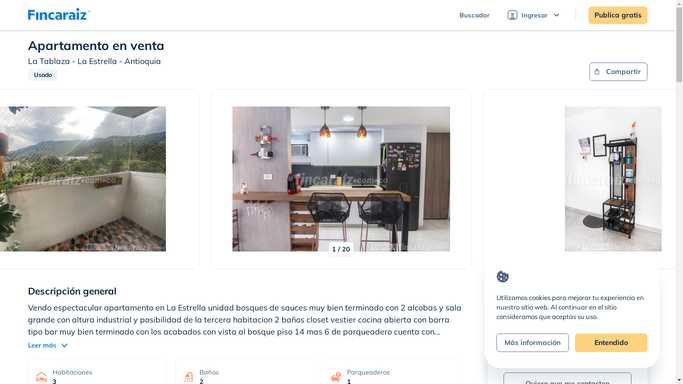 Fincaraiz
Buscador
Ingresar
Publica gratis
Apartamento en venta
La Tablaza - La Estrella - Antioquia
Usado
Compartir
fincaraiz.com.co
fincaraiz.com.co
fincaraiz
1 / 20
Descripción general
Vendo espectacular apartamento en La Estrella unidad bosques de sauces muy bien terminado con 2 alcobas y sala
grande con altura industrial y posibilidad de la tercera habitacion 2 baños closet vestier cocina abierta con barra
tipo bar muy bien terminado con los acabados con vista al bosque piso 14 mas 6 de parqueadero cuenta con...
Leer más
Habitaciones
3
Baños
2
Parqueaderos
1
Utilizamos cookies para mejorar tu experiencia en
nuestro sitio web. Al continuar en el sitio
consideramos que aceptas su uso.
Más información
Entendido
Quiero que me contacten